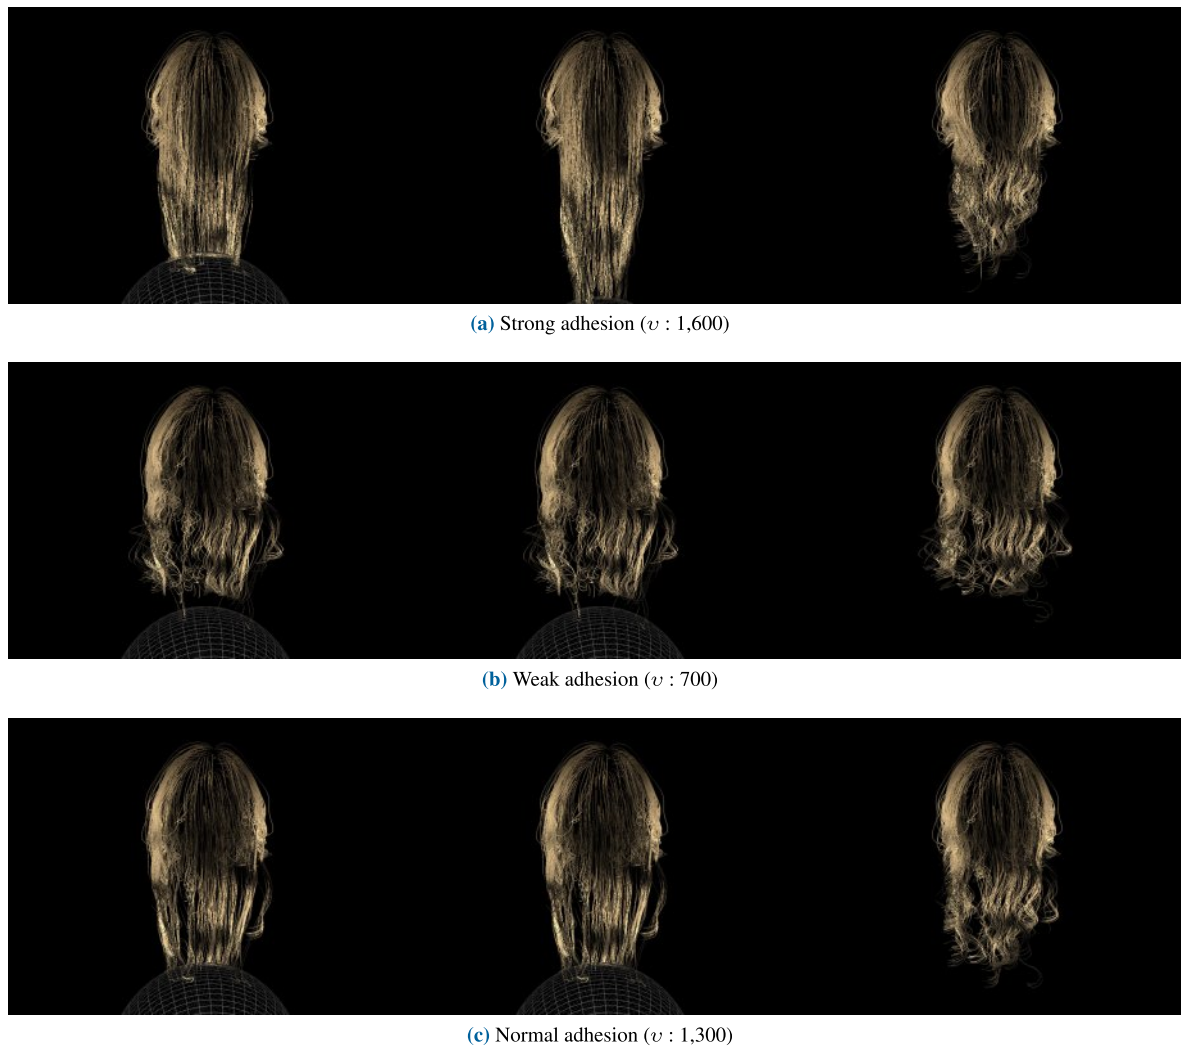 (a) Strong adhesion (υ : 1,600)
(b) Weak adhesion (υ : 700)
(c) Normal adhesion (υ : 1,300)